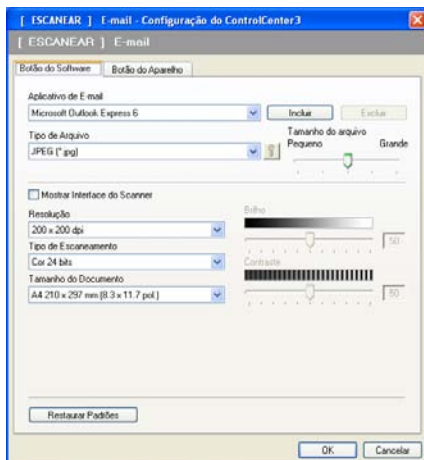 [ ESCANEAR ] E-mail - Configuração do ControlCenter3
[ ESCANEAR ] E-mail
Botão do Software Botão do Aparelho
Aplicativo de E-mail
Microsoft Outlook Express 6 Incluir Excluir
Tipo de Arquivo Tamanho do arquivo
JPEG (*.jpg) Pequeno Grande
Mostrar Interface do Scanner
Resolução Brilho
200 x 200 dpi 50
Tipo de Escaneamento
Cor 24 bits Contraste
Tamanho do Documento
A4 210 x 297 mm (8.3 x 11.7 pol.) 50
Restaurar Padrões
OK Cancelar